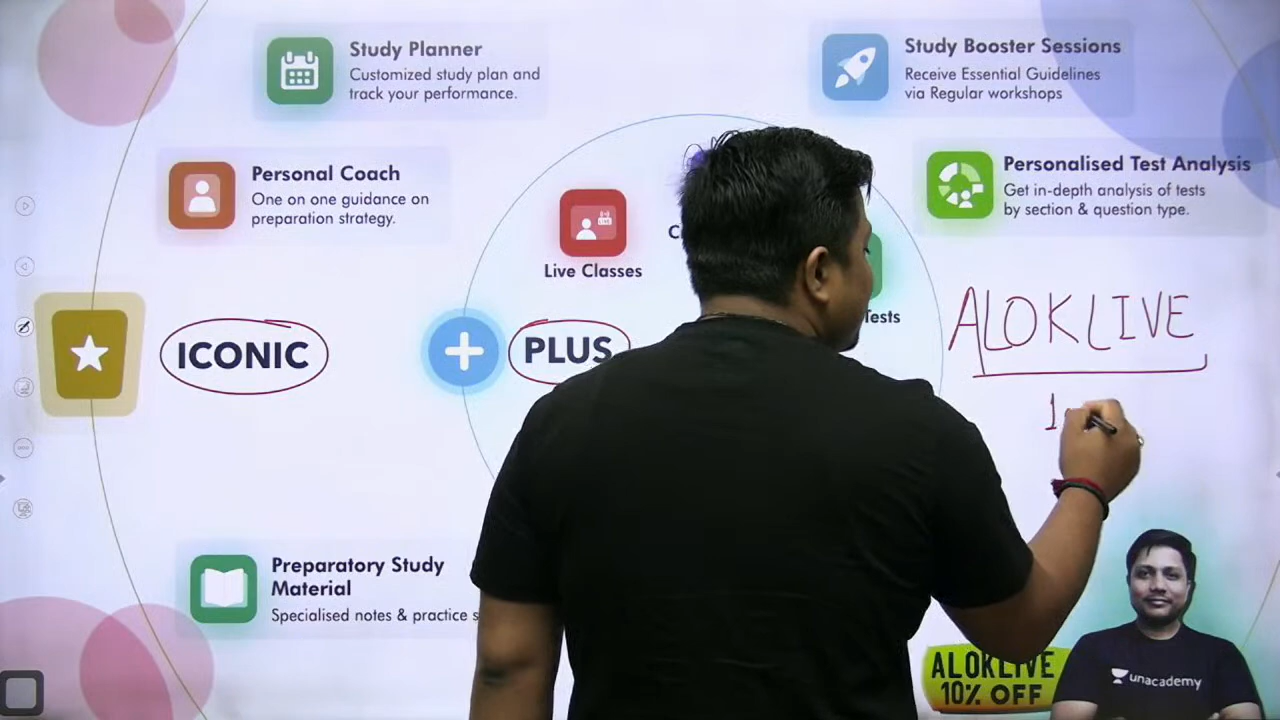 Study Planner
Customized study plan and
track your performance.
Study Booster Sessions
Receive Essential Guidelines
via Regular workshops
Personal Coach
One on one guidance on
preparation strategy.
Personalised Test Analysis
Get in-depth analysis of tests
by section & question type.
Live Classes
Tests
ICONIC
PLUS
ALOKLIVE
1
Preparatory Study
Material
Specialised notes & practice
ALOKLIVE
10% OFF
unacademy